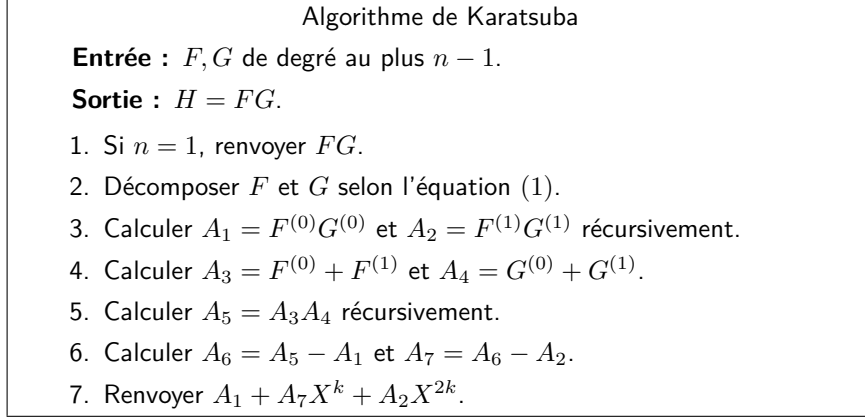 Algorithme de Karatsuba
Entrée : F, G de degré au plus n − 1.
Sortie : H = FG.
1. Si n = 1, renvoyer FG.
2. Décomposer F et G selon l'équation (1).
3. Calculer A₁ = F⁽⁰⁾G⁽⁰⁾ et A₂ = F⁽¹⁾G⁽¹⁾ récursivement.
4. Calculer A₃ = F⁽⁰⁾ + F⁽¹⁾ et A₄ = G⁽⁰⁾ + G⁽¹⁾.
5. Calculer A₅ = A₃A₄ récursivement.
6. Calculer A₆ = A₅ − A₁ et A₇ = A₆ − A₂.
7. Renvoyer A₁ + A₇Xᵏ + A₂X²ᵏ.